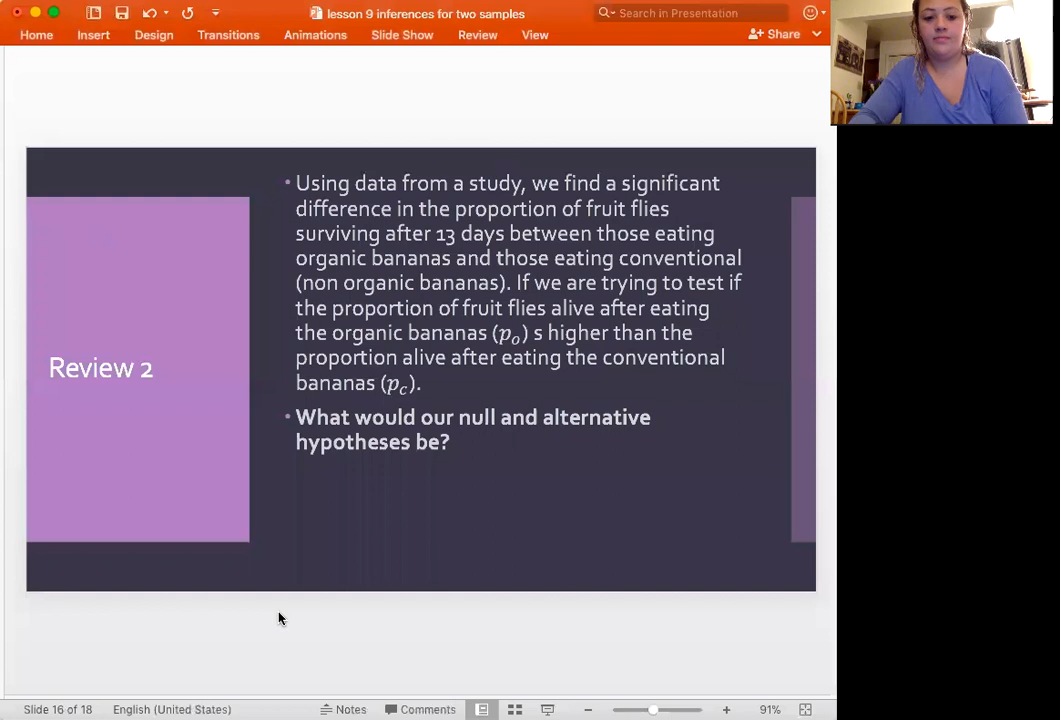 lesson 9 inferences for two samples
Search in Presentation
Home Insert Design Transitions Animations Slide Show Review View
Share
• Using data from a study, we find a significant
difference in the proportion of fruit flies
surviving after 13 days between those eating
organic bananas and those eating conventional
(non organic bananas). If we are trying to test if
the proportion of fruit flies alive after eating
the organic bananas (pₒ) s higher than the
proportion alive after eating the conventional
bananas (p_c).
Review 2
• What would our null and alternative
hypotheses be?
Slide 16 of 18 English (United States) Notes Comments 91%